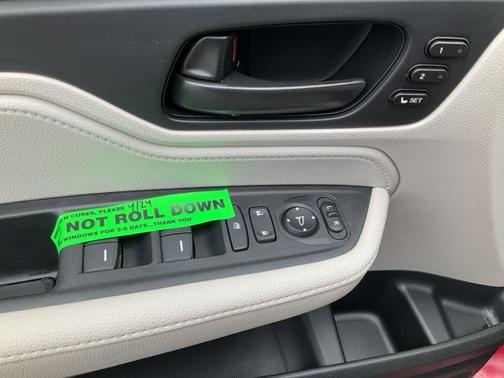 1
2
SET
CURES, PLEASE 4/24
NOT ROLL DOWN
WINDOWS FOR 3-5 DAYS...THANK YOU
L
R